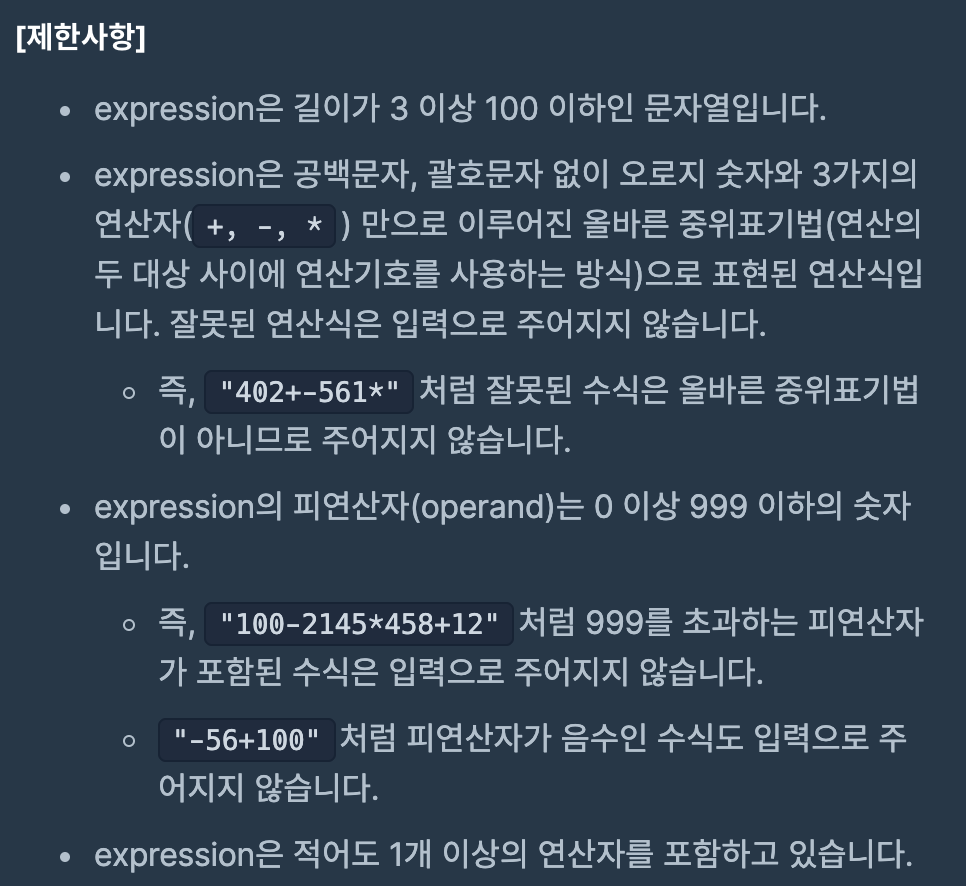 [제한사항]
• expression은 길이가 3 이상 100 이하인 문자열입니다.
• expression은 공백문자, 괄호문자 없이 오로지 숫자와 3가지의
연산자(+, -, *) 만으로 이루어진 올바른 중위표기법(연산의
두 대상 사이에 연산기호를 사용하는 방식)으로 표현된 연산식입
니다. 잘못된 연산식은 입력으로 주어지지 않습니다.
◦ 즉, "402+-561*"처럼 잘못된 수식은 올바른 중위표기법
이 아니므로 주어지지 않습니다.
• expression의 피연산자(operand)는 0 이상 999 이하의 숫자
입니다.
◦ 즉, "100-2145*458+12"처럼 999를 초과하는 피연산자
가 포함된 수식은 입력으로 주어지지 않습니다.
◦ "-56+100"처럼 피연산자가 음수인 수식도 입력으로 주
어지지 않습니다.
• expression은 적어도 1개 이상의 연산자를 포함하고 있습니다.